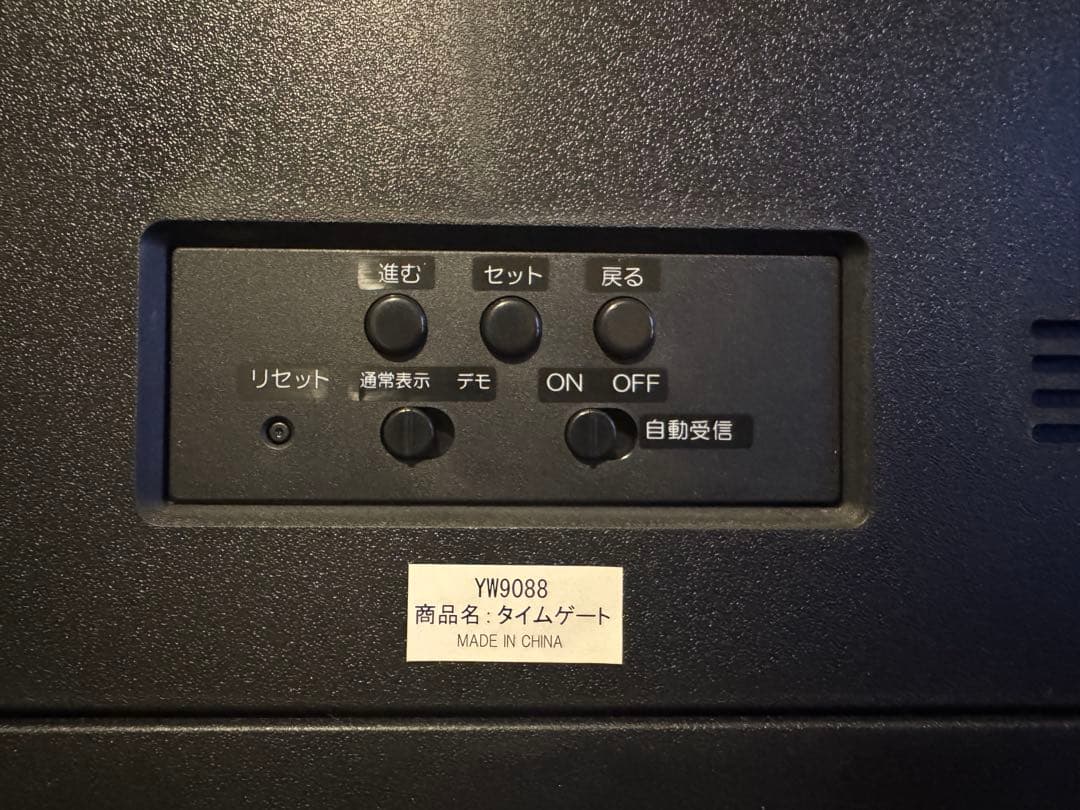 進む セット 戻る
リセット 通常表示 デモ ON OFF
自動受信
YW9088
商品名：タイムゲート
MADE IN CHINA